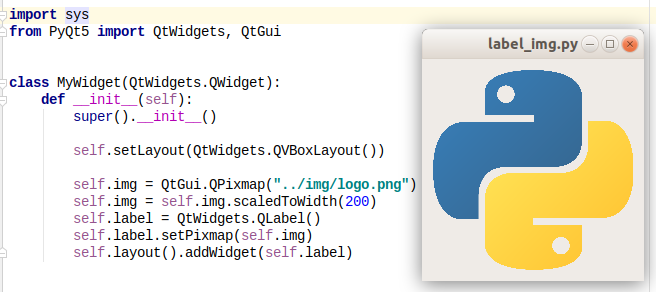 import sys
from PyQt5 import QtWidgets, QtGui
class MyWidget(QtWidgets.QWidget):
    def __init__(self):
        super().__init__()
        self.setLayout(QtWidgets.QVBoxLayout())
        self.img = QtGui.QPixmap("../img/logo.png")
        self.img = self.img.scaledToWidth(200)
        self.label = QtWidgets.QLabel()
        self.label.setPixmap(self.img)
        self.layout().addWidget(self.label)
label_img.py